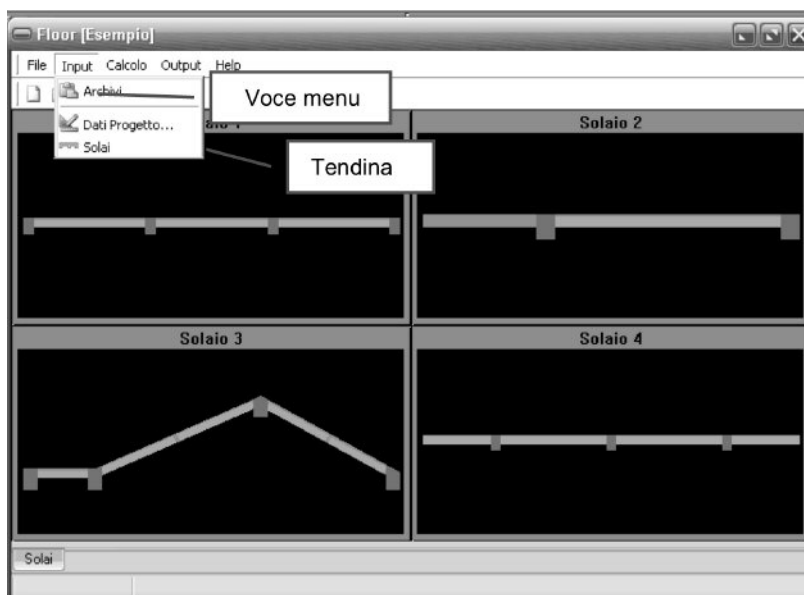 Floor [Esempio]
File Input Calcolo Output Help
Archivi
Voce menu
Dati Progetto...
Solai
Tendina
1
Solaio 2
Solaio 3
Solaio 4
Solai